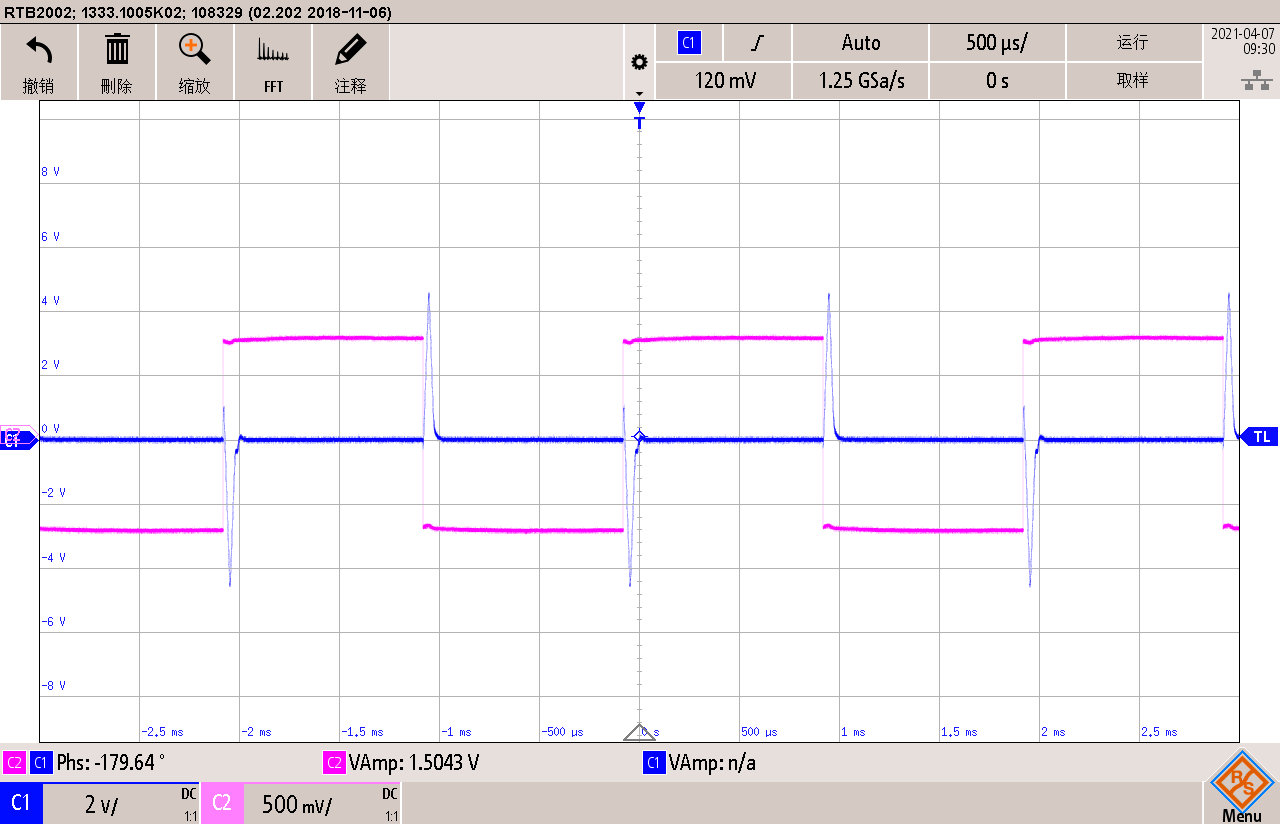 RTB2002; 1333.1005K02; 108329 (02.202 2018-11-06)
撤销
刪除
缩放
FFT
注释
C1
Auto
500 µs/
运行
2021-04-07
09:30
120 mV
1.25 GSa/s
0 s
取样
T
8 V
6 V
4 V
2 V
0 V
C1
TL
-2 V
-4 V
-6 V
-8 V
-2.5 ms
-2 ms
-1.5 ms
-1 ms
-500 µs
0 s
500 µs
1 ms
1.5 ms
2 ms
2.5 ms
C2 C1 Phs: -179.64 °
C2 VAmp: 1.5043 V
C1 VAmp: n/a
C1 2 V/ DC 1:1
C2 500 mV/ DC 1:1
R S
Menu